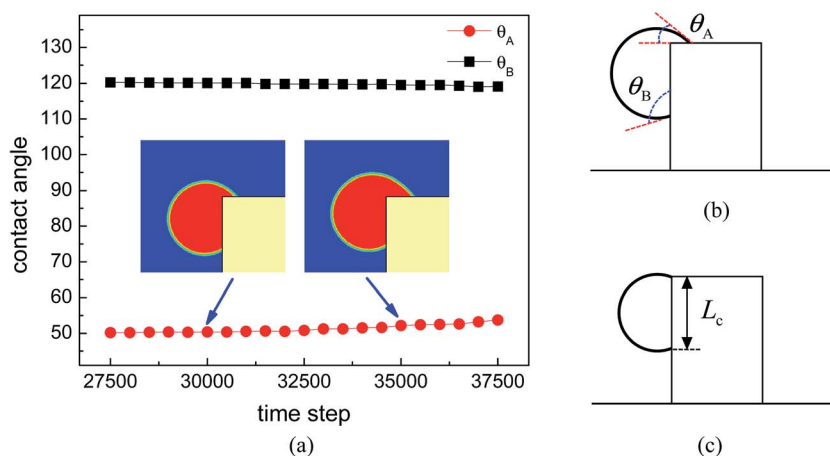 130
120
110
100
90
80
70
60
50
contact angle
θA
θB
27500 30000 32500 35000 37500
time step
(a)
θA
θB
(b)
Lc
(c)